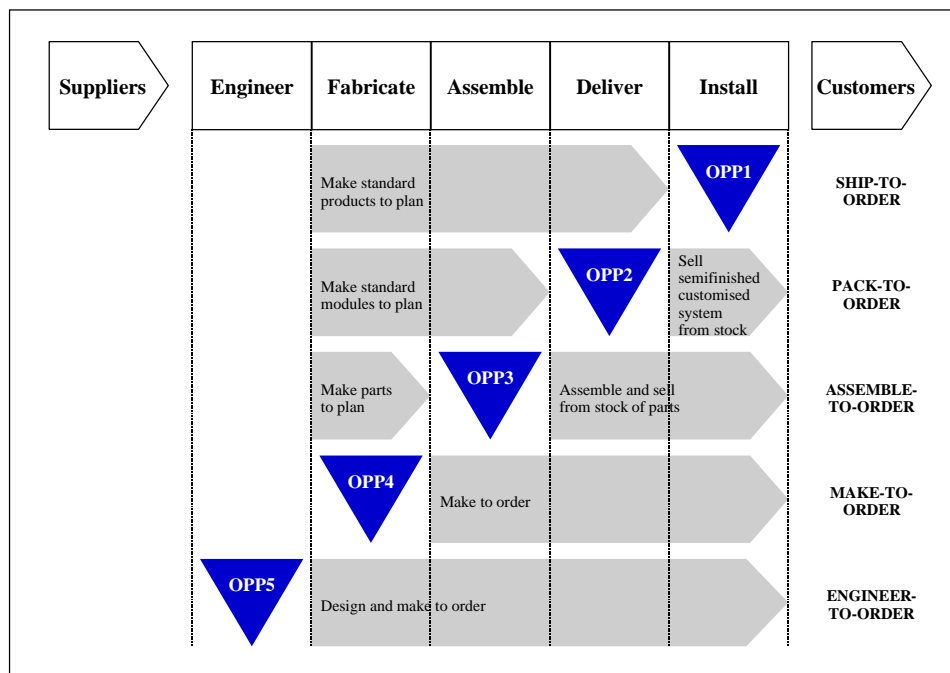 Suppliers
Engineer
Fabricate
Assemble
Deliver
Install
Customers
Make standard
products to plan
OPP1
SHIP-TO-
ORDER
Make standard
modules to plan
OPP2
Sell
semifinished
customised
system
from stock
PACK-TO-
ORDER
Make parts
to plan
OPP3
Assemble and sell
from stock of parts
ASSEMBLE-
TO-ORDER
OPP4
Make to order
MAKE-TO-
ORDER
OPP5
Design and make to order
ENGINEER-
TO-ORDER